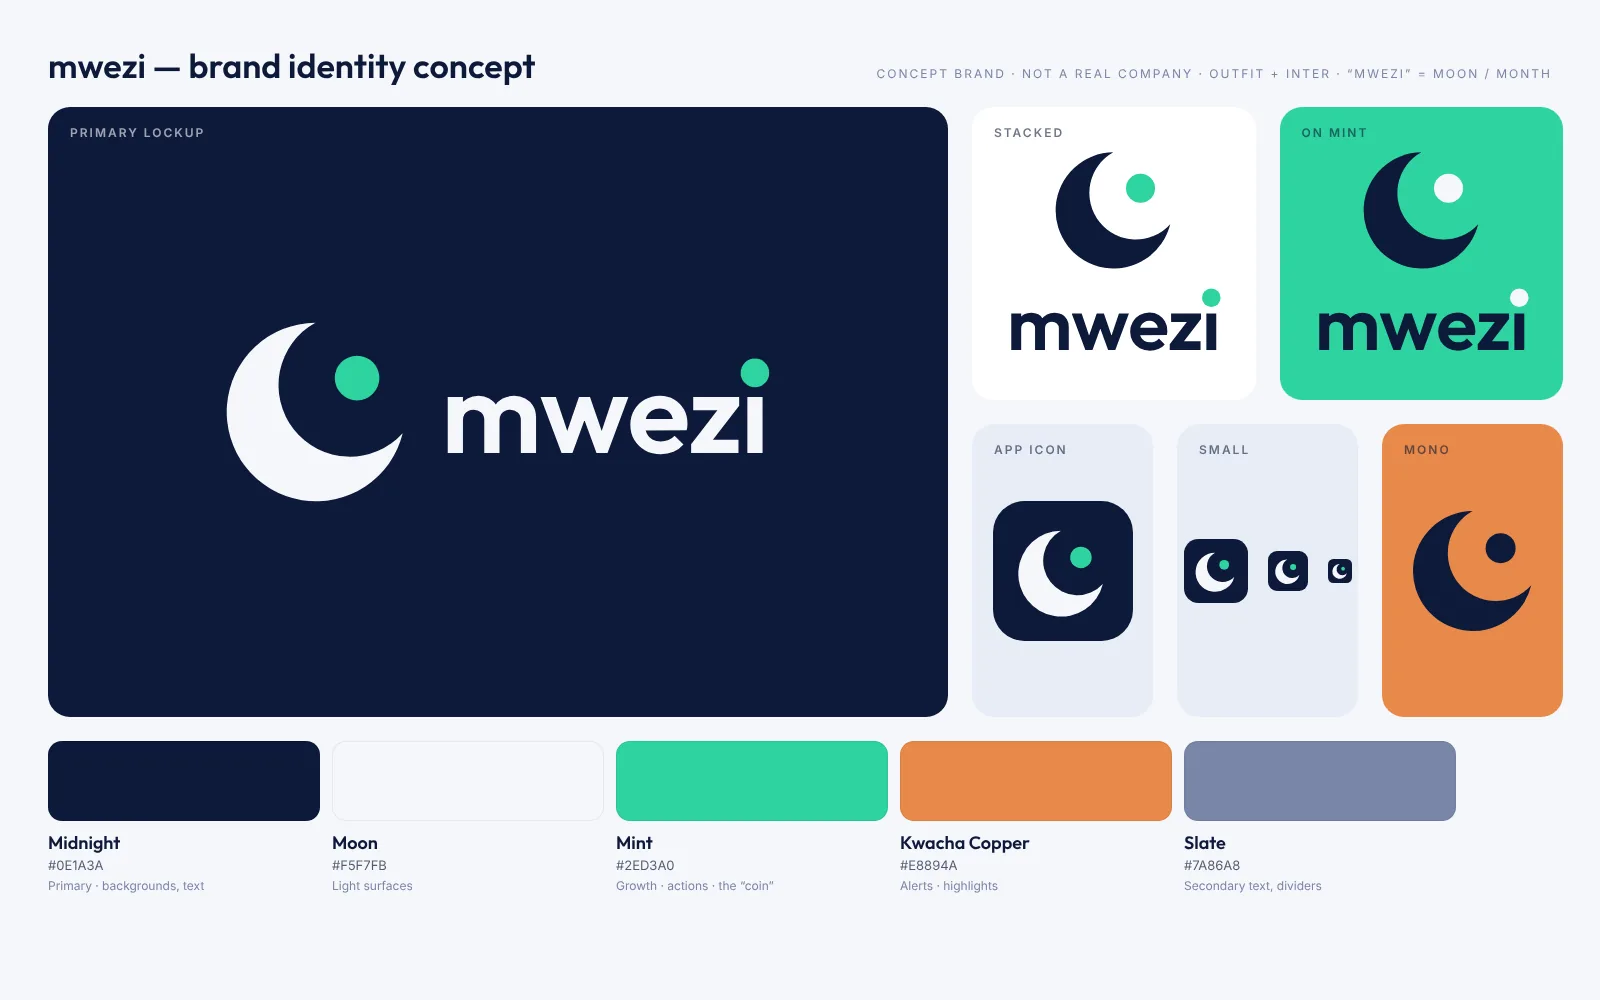 mwezi — brand identity concept
CONCEPT BRAND · NOT A REAL COMPANY · OUTFIT + INTER · “MWEZI” = MOON / MONTH
PRIMARY LOCKUP
mwezi
STACKED
mwezi
ON MINT
mwezi
APP ICON
SMALL
MONO
Midnight
#0E1A3A
Primary · backgrounds, text
Moon
#F5F7FB
Light surfaces
Mint
#2ED3A0
Growth · actions · the “coin”
Kwacha Copper
#E8894A
Alerts · highlights
Slate
#7A86A8
Secondary text, dividers